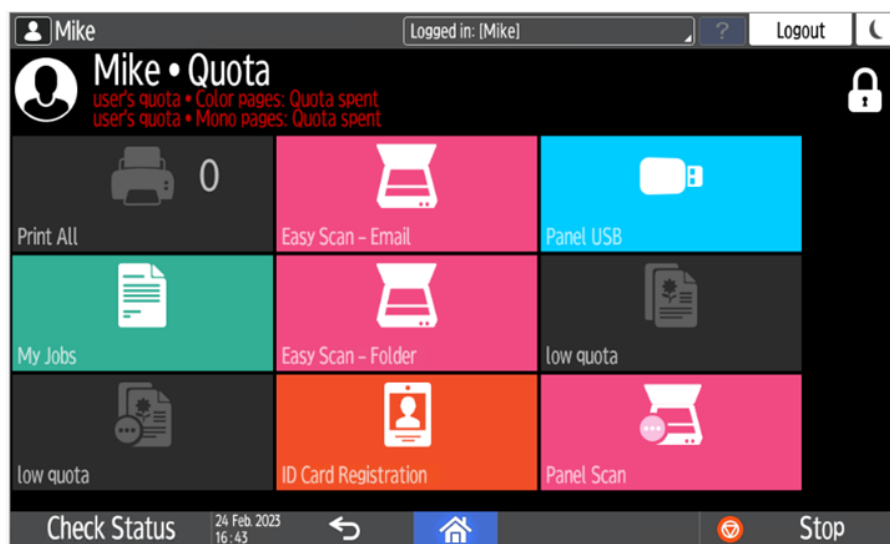 Mike
Logged in: [Mike]
?
Logout
Mike • Quota
user's quota • Color pages: Quota spent
user's quota • Mono pages: Quota spent
0
Print All
Easy Scan – Email
Panel USB
My Jobs
Easy Scan – Folder
low quota
low quota
ID Card Registration
Panel Scan
Check Status
24 Feb. 2023
16:43
Stop